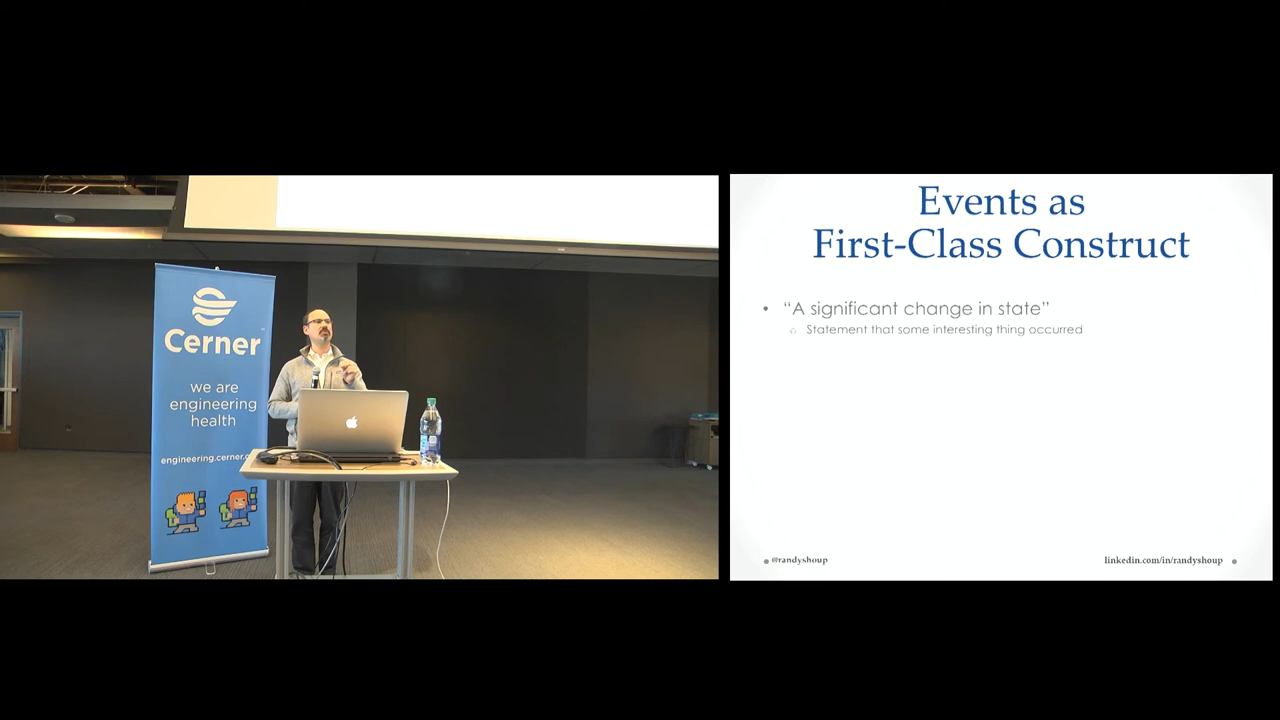 Cerner
we are
engineering
health
engineering.cerner.c
Events as
First-Class Construct
• “A significant change in state”
○ Statement that some interesting thing occurred
@randyshoup
linkedin.com/in/randyshoup